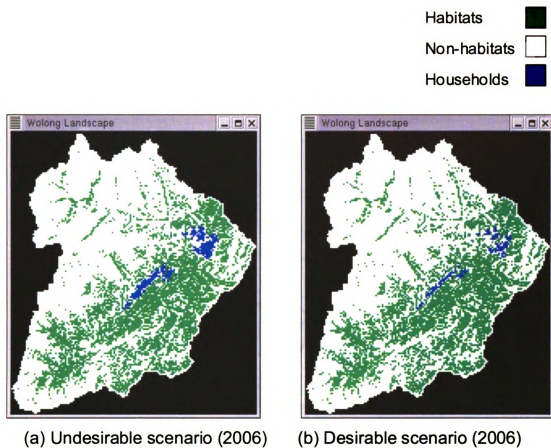 Habitats
Non-habitats
Households
Wolong Landscape
Wolong Landscape
(a) Undesirable scenario (2006)
(b) Desirable scenario (2006)